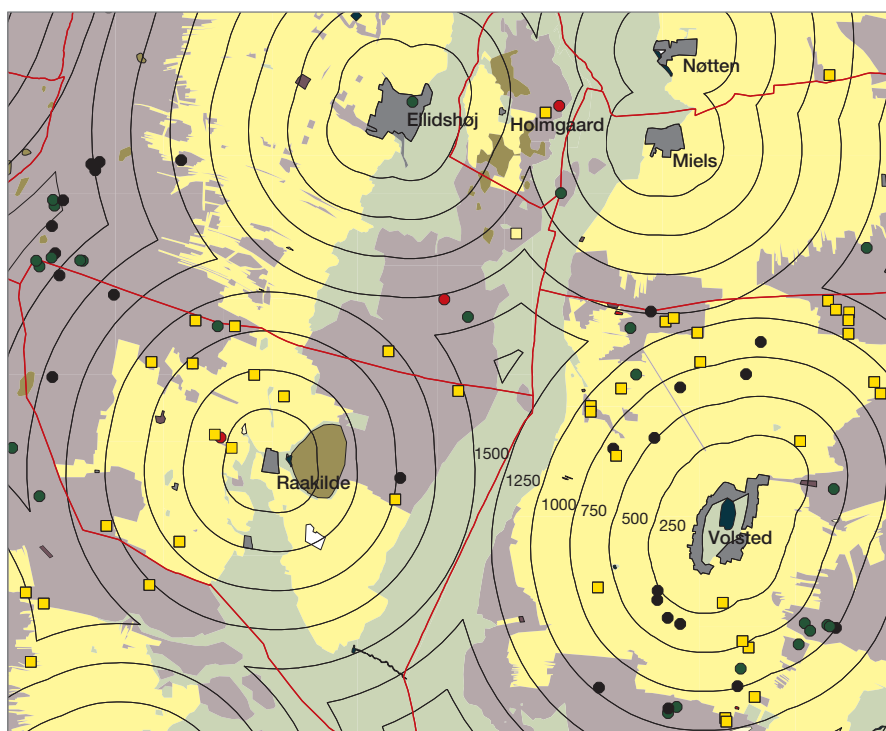 Nøtten
Ellidshøj
Holmgaard
Miels
1500
Raakilde
1250
1000
750
500
250
Volsted